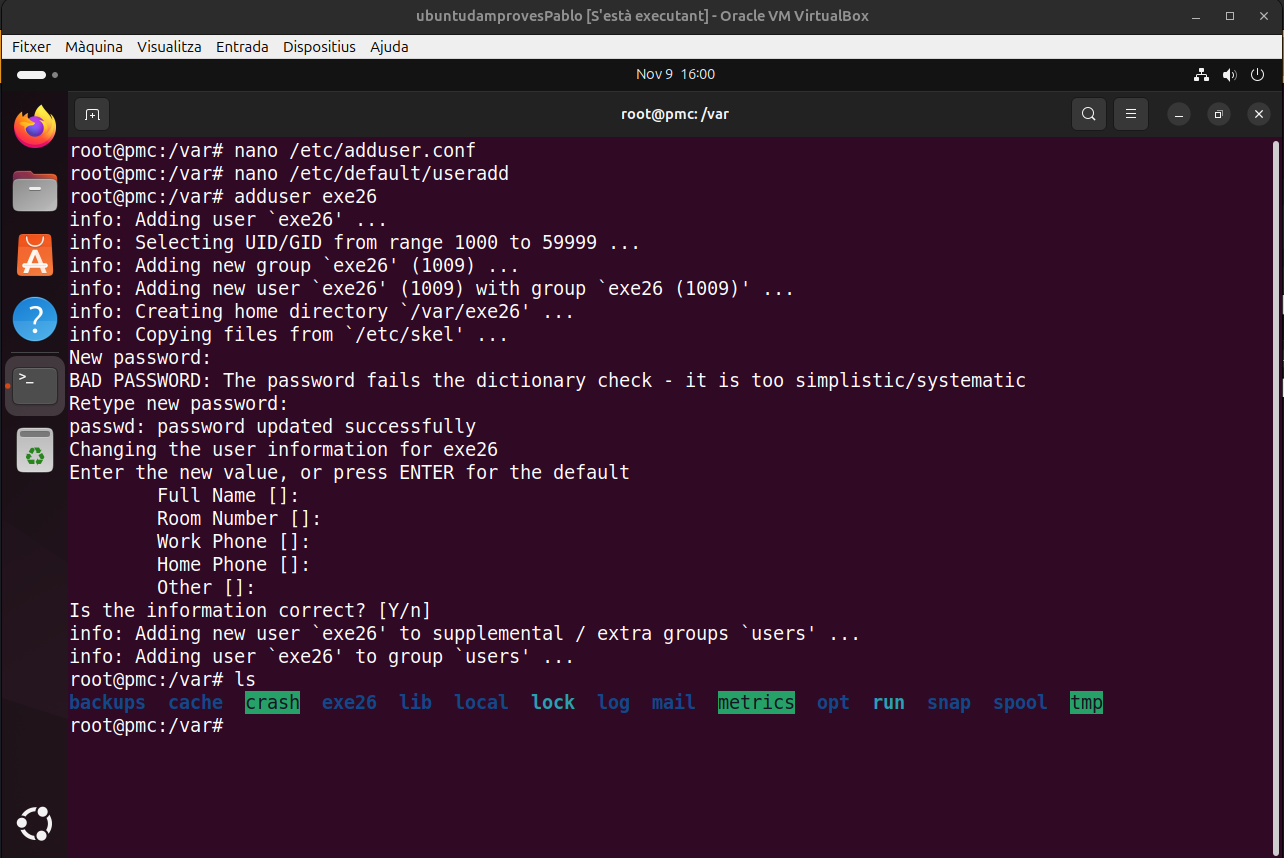 ubuntudamprovesPablo [S'està executant] - Oracle VM VirtualBox
Fitxer Màquina Visualitza Entrada Dispositius Ajuda
Nov 9 16:00
root@pmc: /var
root@pmc:/var# nano /etc/adduser.conf
root@pmc:/var# nano /etc/default/useradd
root@pmc:/var# adduser exe26
info: Adding user `exe26' ...
info: Selecting UID/GID from range 1000 to 59999 ...
info: Adding new group `exe26' (1009) ...
info: Adding new user `exe26' (1009) with group `exe26 (1009)' ...
info: Creating home directory `/var/exe26' ...
info: Copying files from `/etc/skel' ...
New password:
BAD PASSWORD: The password fails the dictionary check - it is too simplistic/systematic
Retype new password:
passwd: password updated successfully
Changing the user information for exe26
Enter the new value, or press ENTER for the default
Full Name []:
Room Number []:
Work Phone []:
Home Phone []:
Other []:
Is the information correct? [Y/n]
info: Adding new user `exe26' to supplemental / extra groups `users' ...
info: Adding user `exe26' to group `users' ...
root@pmc:/var# ls
backups cache crash exe26 lib local lock log mail metrics opt run snap spool tmp
root@pmc:/var#